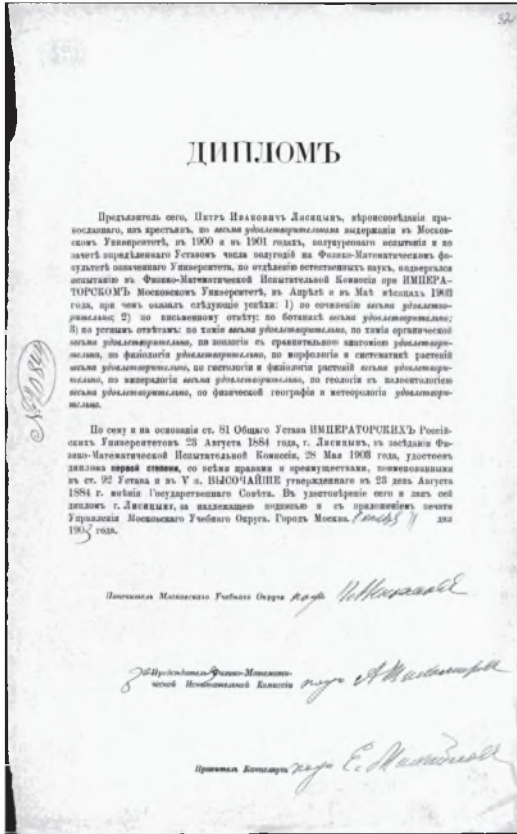 ДИПЛОМЪ
Предъявитель сего, Петръ Ивановичъ Лисицынъ, вѣроисповѣданія пра-
вославнаго, изъ крестьянъ, по весьма удовлетворительномъ выдержаніи въ Москов-
скомъ Университетѣ, въ 1900 и въ 1901 годахъ, полукурсоваго испытанія и по
зачетѣ опредѣленнаго Уставомъ числа полугодій на Физико-Математическомъ фа-
культетѣ означеннаго Университета, по отдѣленію естественныхъ наукъ, подвергался
испытанію въ Физико-Математической Испытательной Комиссіи при ИМПЕРА-
ТОРСКОМЪ Московскомъ Университетѣ, въ Апрѣлѣ и въ Маѣ мѣсяцахъ 1903
года, при чемъ оказалъ слѣдующіе успѣхи: 1) по сочиненію весьма удовлетво-
рительно; 2) по письменному отвѣту: по ботаникѣ весьма удовлетворительно;
3) по устнымъ отвѣтамъ: по химіи весьма удовлетворительно, по химіи органической
весьма удовлетворительно, по зоологіи съ сравнительною анатоміею удовлетвори-
тельно, по физіологіи удовлетворительно, по морфологіи и систематикѣ растеній
весьма удовлетворительно, по гистологіи и физіологіи растеній весьма удовлетвори-
тельно, по минералогіи весьма удовлетворительно, по геологіи съ палеонтологіею
весьма удовлетворительно, по физической географіи и метеорологіи удовлетвори-
тельно.
По сему и на основаніи ст. 81 Общаго Устава ИМПЕРАТОРСКИХЪ Россій-
скихъ Университетовъ 23 Августа 1884 года, г. Лисицынъ, въ засѣданіи Фи-
зико-Математической Испытательной Комиссіи, 28 Мая 1903 года, удостоенъ
диплома первой степени, со всѣми правами и преимуществами, поименованными
въ ст. 92 Устава и въ V п. ВЫСОЧАЙШЕ утвержденнаго въ 23 день Августа
1884 г. мнѣнія Государственнаго Совѣта. Въ удостовѣреніе сего и данъ сей
дипломъ г. Лисицыну, за надлежащею подписью и съ приложеніемъ печати
Управленія Московскаго Учебнаго Округа. Городъ Москва. дня
1903 года.
Попечитель Московскаго Учебнаго Округа
Предсѣдатель Физико-Математи-
ческой Испытательной Комиссіи
Правитель Канцеляріи